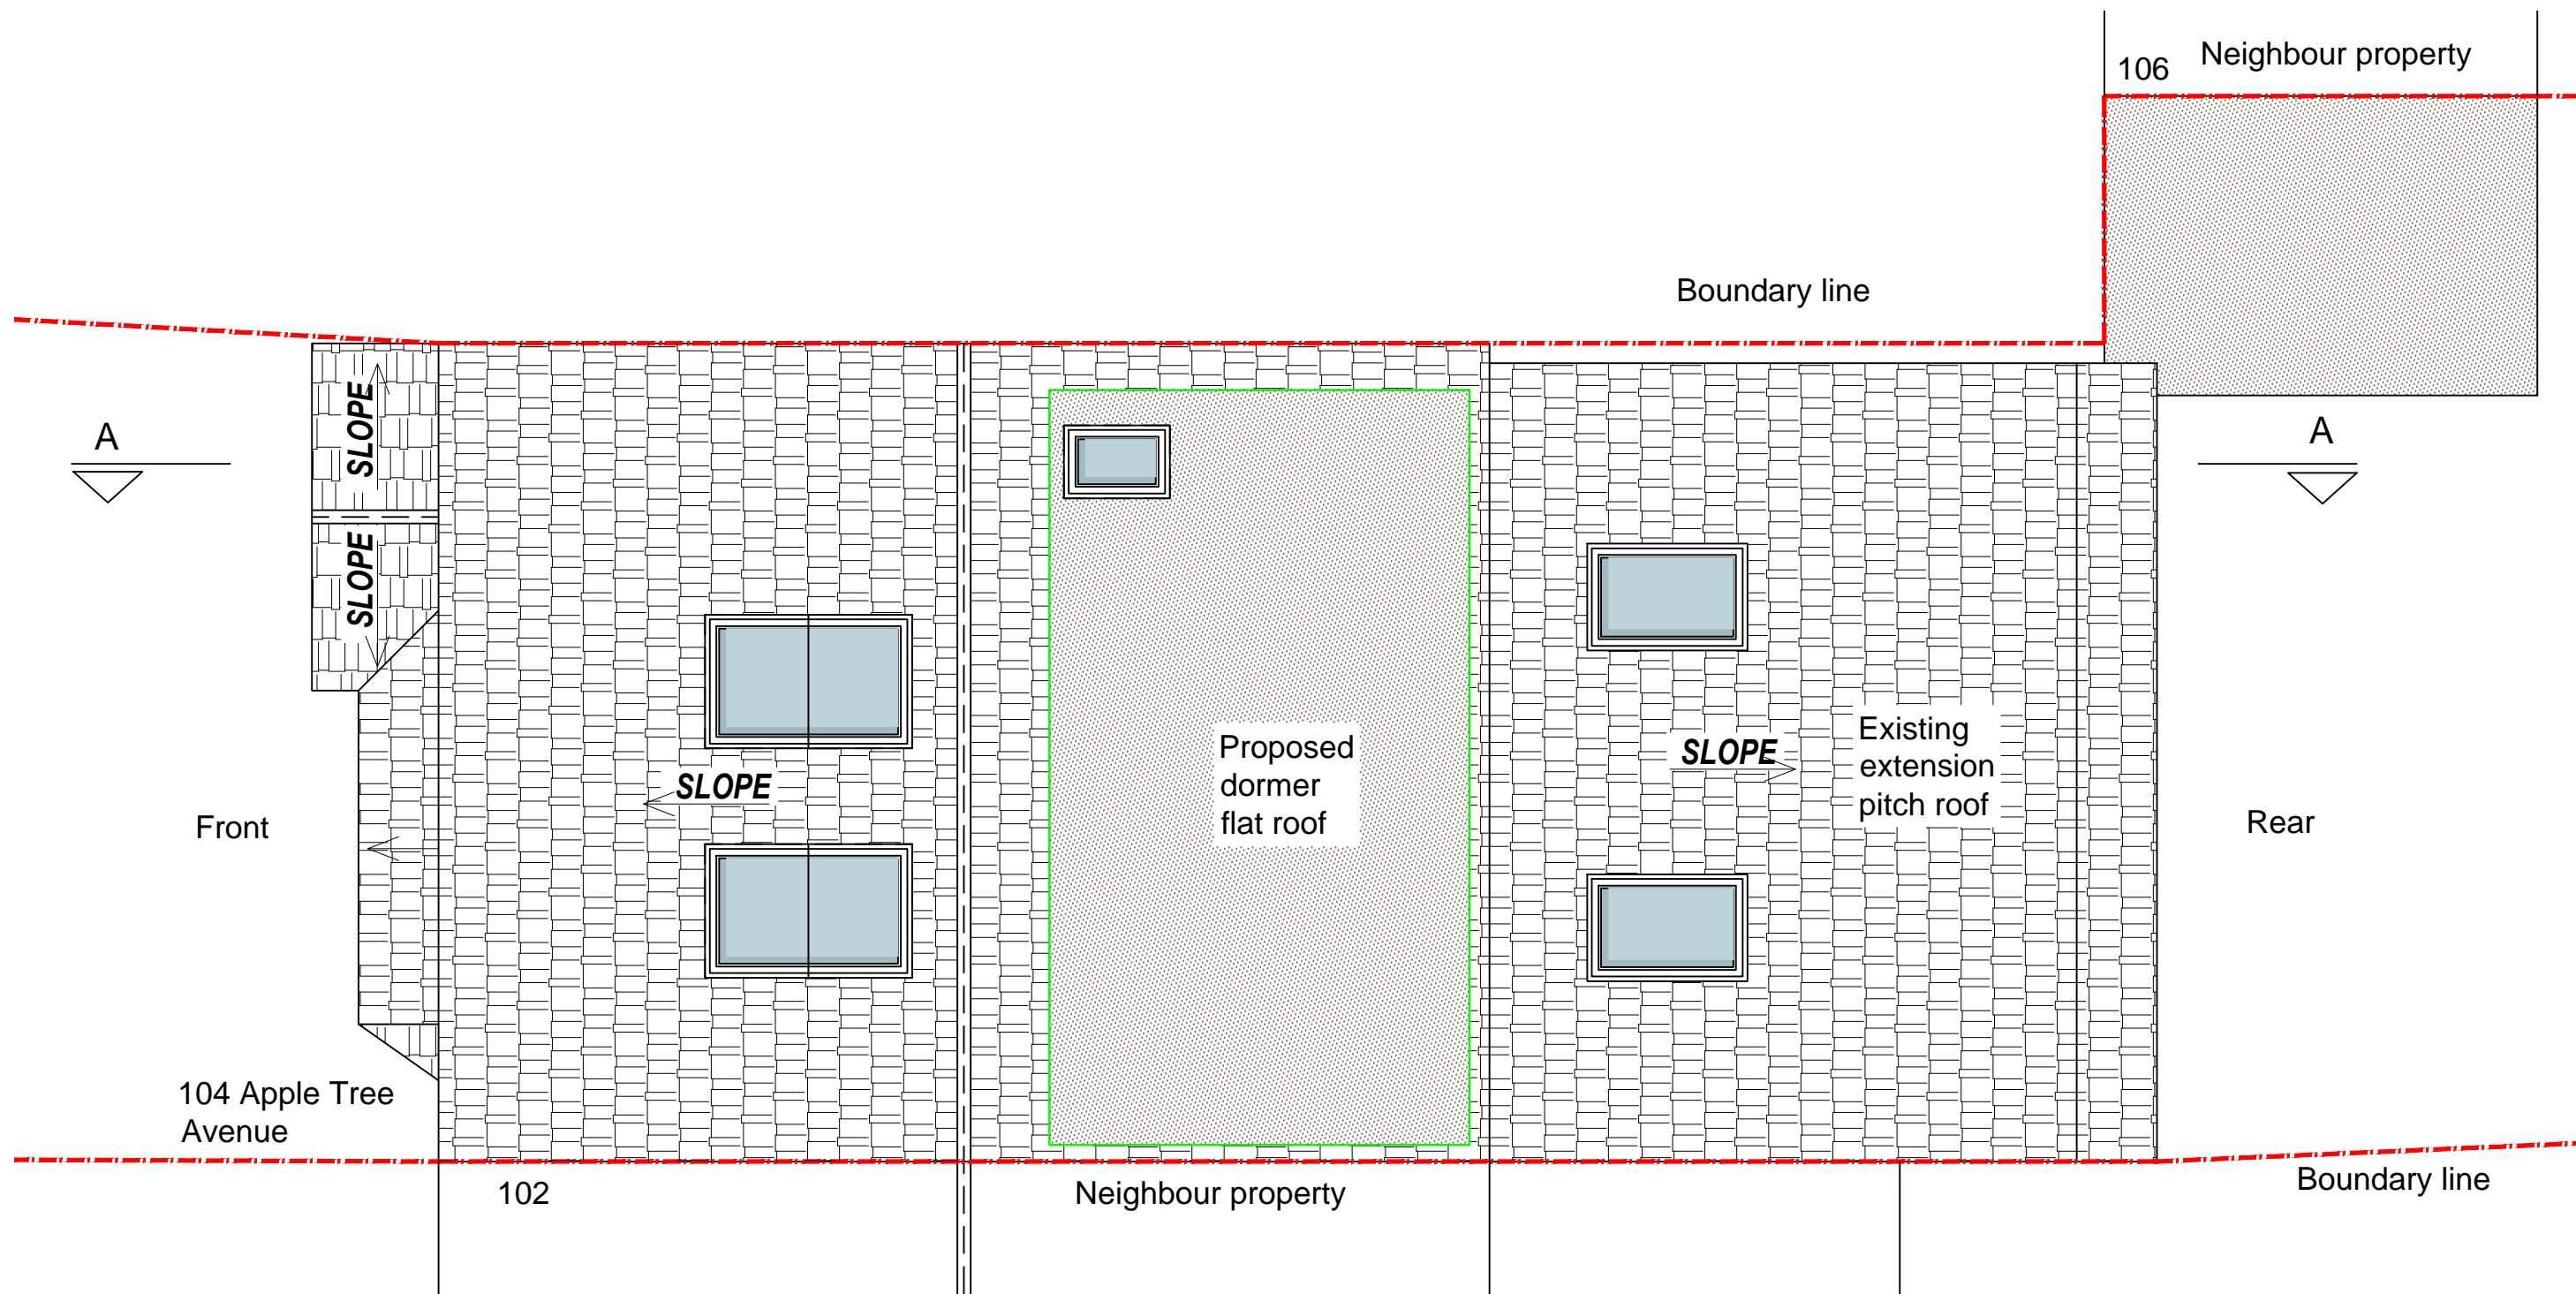 Neighbour property
106
Boundary line
SLOPE
A
A
SLOPE
Existing
extension
pitch roof
Proposed
dormer
flat roof
SLOPE
SLOPE
Front
Rear
104 Apple Tree
Avenue
102
Neighbour property
Boundary line